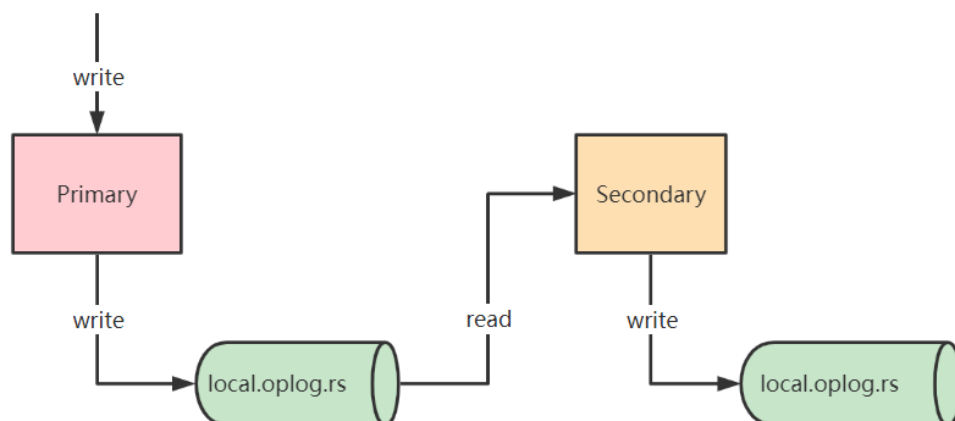 write
Primary
Secondary
write
read
write
local.oplog.rs
local.oplog.rs